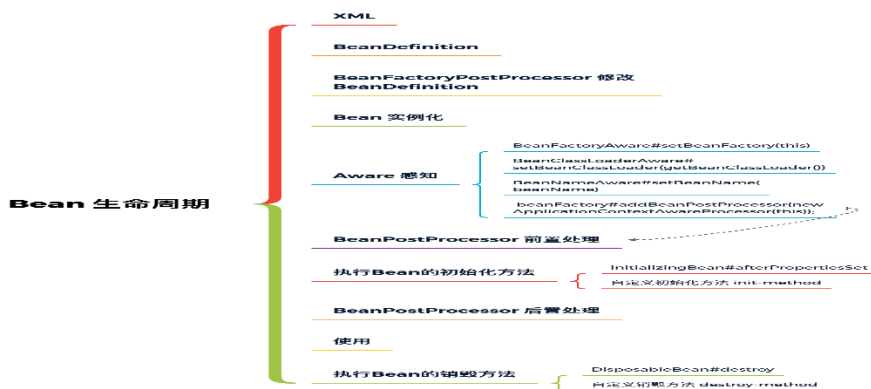 XML
BeanDefinition
BeanFactoryPostProcessor 修改
BeanDefinition
Bean 实例化
BeanFactoryAware#setBeanFactory(this)
BeanClassLoaderAware#
setBeanClassLoader(getBeanClassLoader())
Aware 感知
BeanNameAware#setBeanName(
beanName)
beanFactory#addBeanPostProcessor(new
ApplicationContextAwareProcessor(this));
Bean 生命周期
BeanPostProcessor 前置处理
执行Bean的初始化方法
InitializingBean#afterPropertiesSet
自定义初始化方法 init-method
BeanPostProcessor 后置处理
使用
执行Bean的销毁方法
DisposableBean#destroy
自定义销毁方法 destroy-method